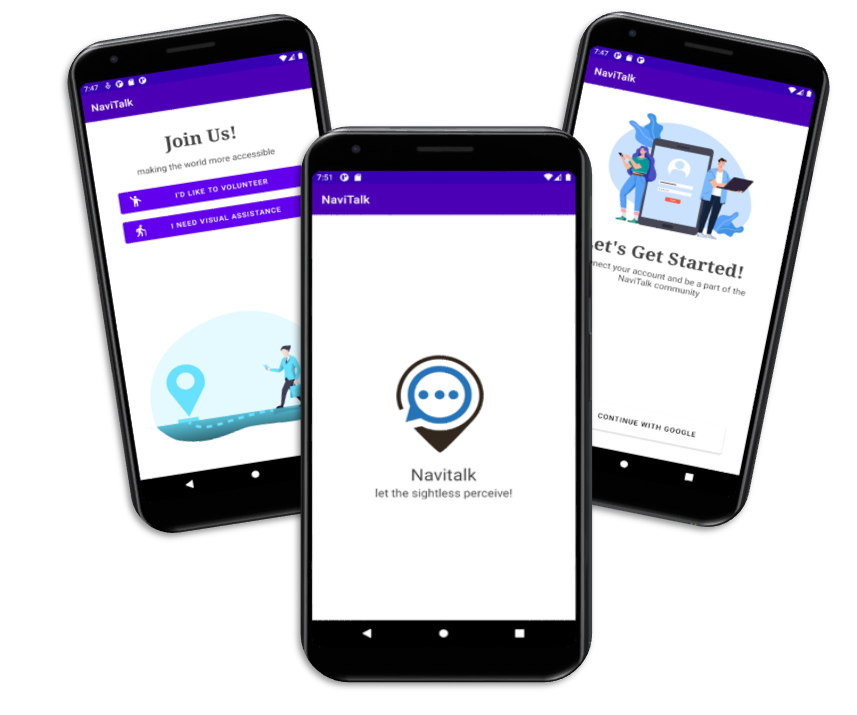 7:47
NaviTalk
Join Us!
making the world more accessible
I'D LIKE TO VOLUNTEER
I NEED VISUAL ASSISTANCE
7:51
NaviTalk
Navitalk
let the sightless perceive!
7:47
NaviTalk
Let's Get Started!
your account and be a part of the
NaviTalk community
CONTINUE WITH GOOGLE